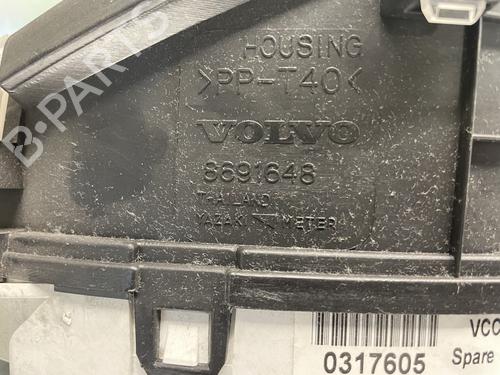 HOUSING
>PP-T40<
VOLVO
8691648
THAILAND
YAZAKI METER
VCC
0317605 Spare
B-PARTS